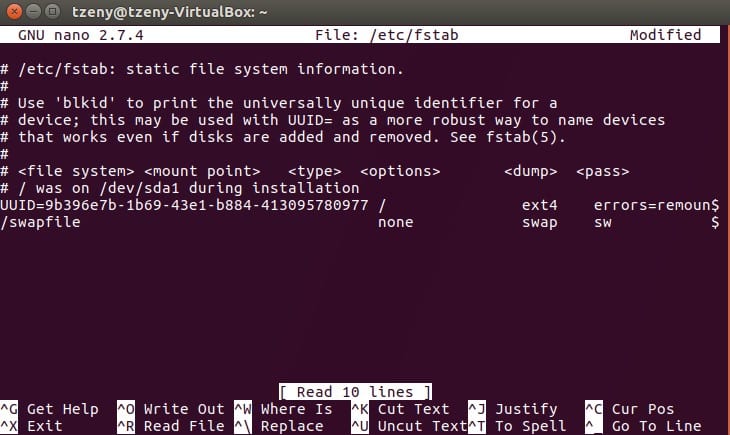 tzeny@tzeny-VirtualBox: ~
GNU nano 2.7.4 File: /etc/fstab Modified
# /etc/fstab: static file system information.
#
# Use 'blkid' to print the universally unique identifier for a
# device; this may be used with UUID= as a more robust way to name devices
# that works even if disks are added and removed. See fstab(5).
#
# <file system> <mount point>   <type>  <options>       <dump>  <pass>
# / was on /dev/sda1 during installation
UUID=9b396e7b-1b69-43e1-b884-413095780977 /               ext4    errors=remoun$
/swapfile                                 none            swap    sw            $
[ Read 10 lines ]
^G Get Help ^O Write Out ^W Where Is ^K Cut Text ^J Justify ^C Cur Pos
^X Exit ^R Read File ^\ Replace ^U Uncut Text ^T To Spell ^_ Go To Line